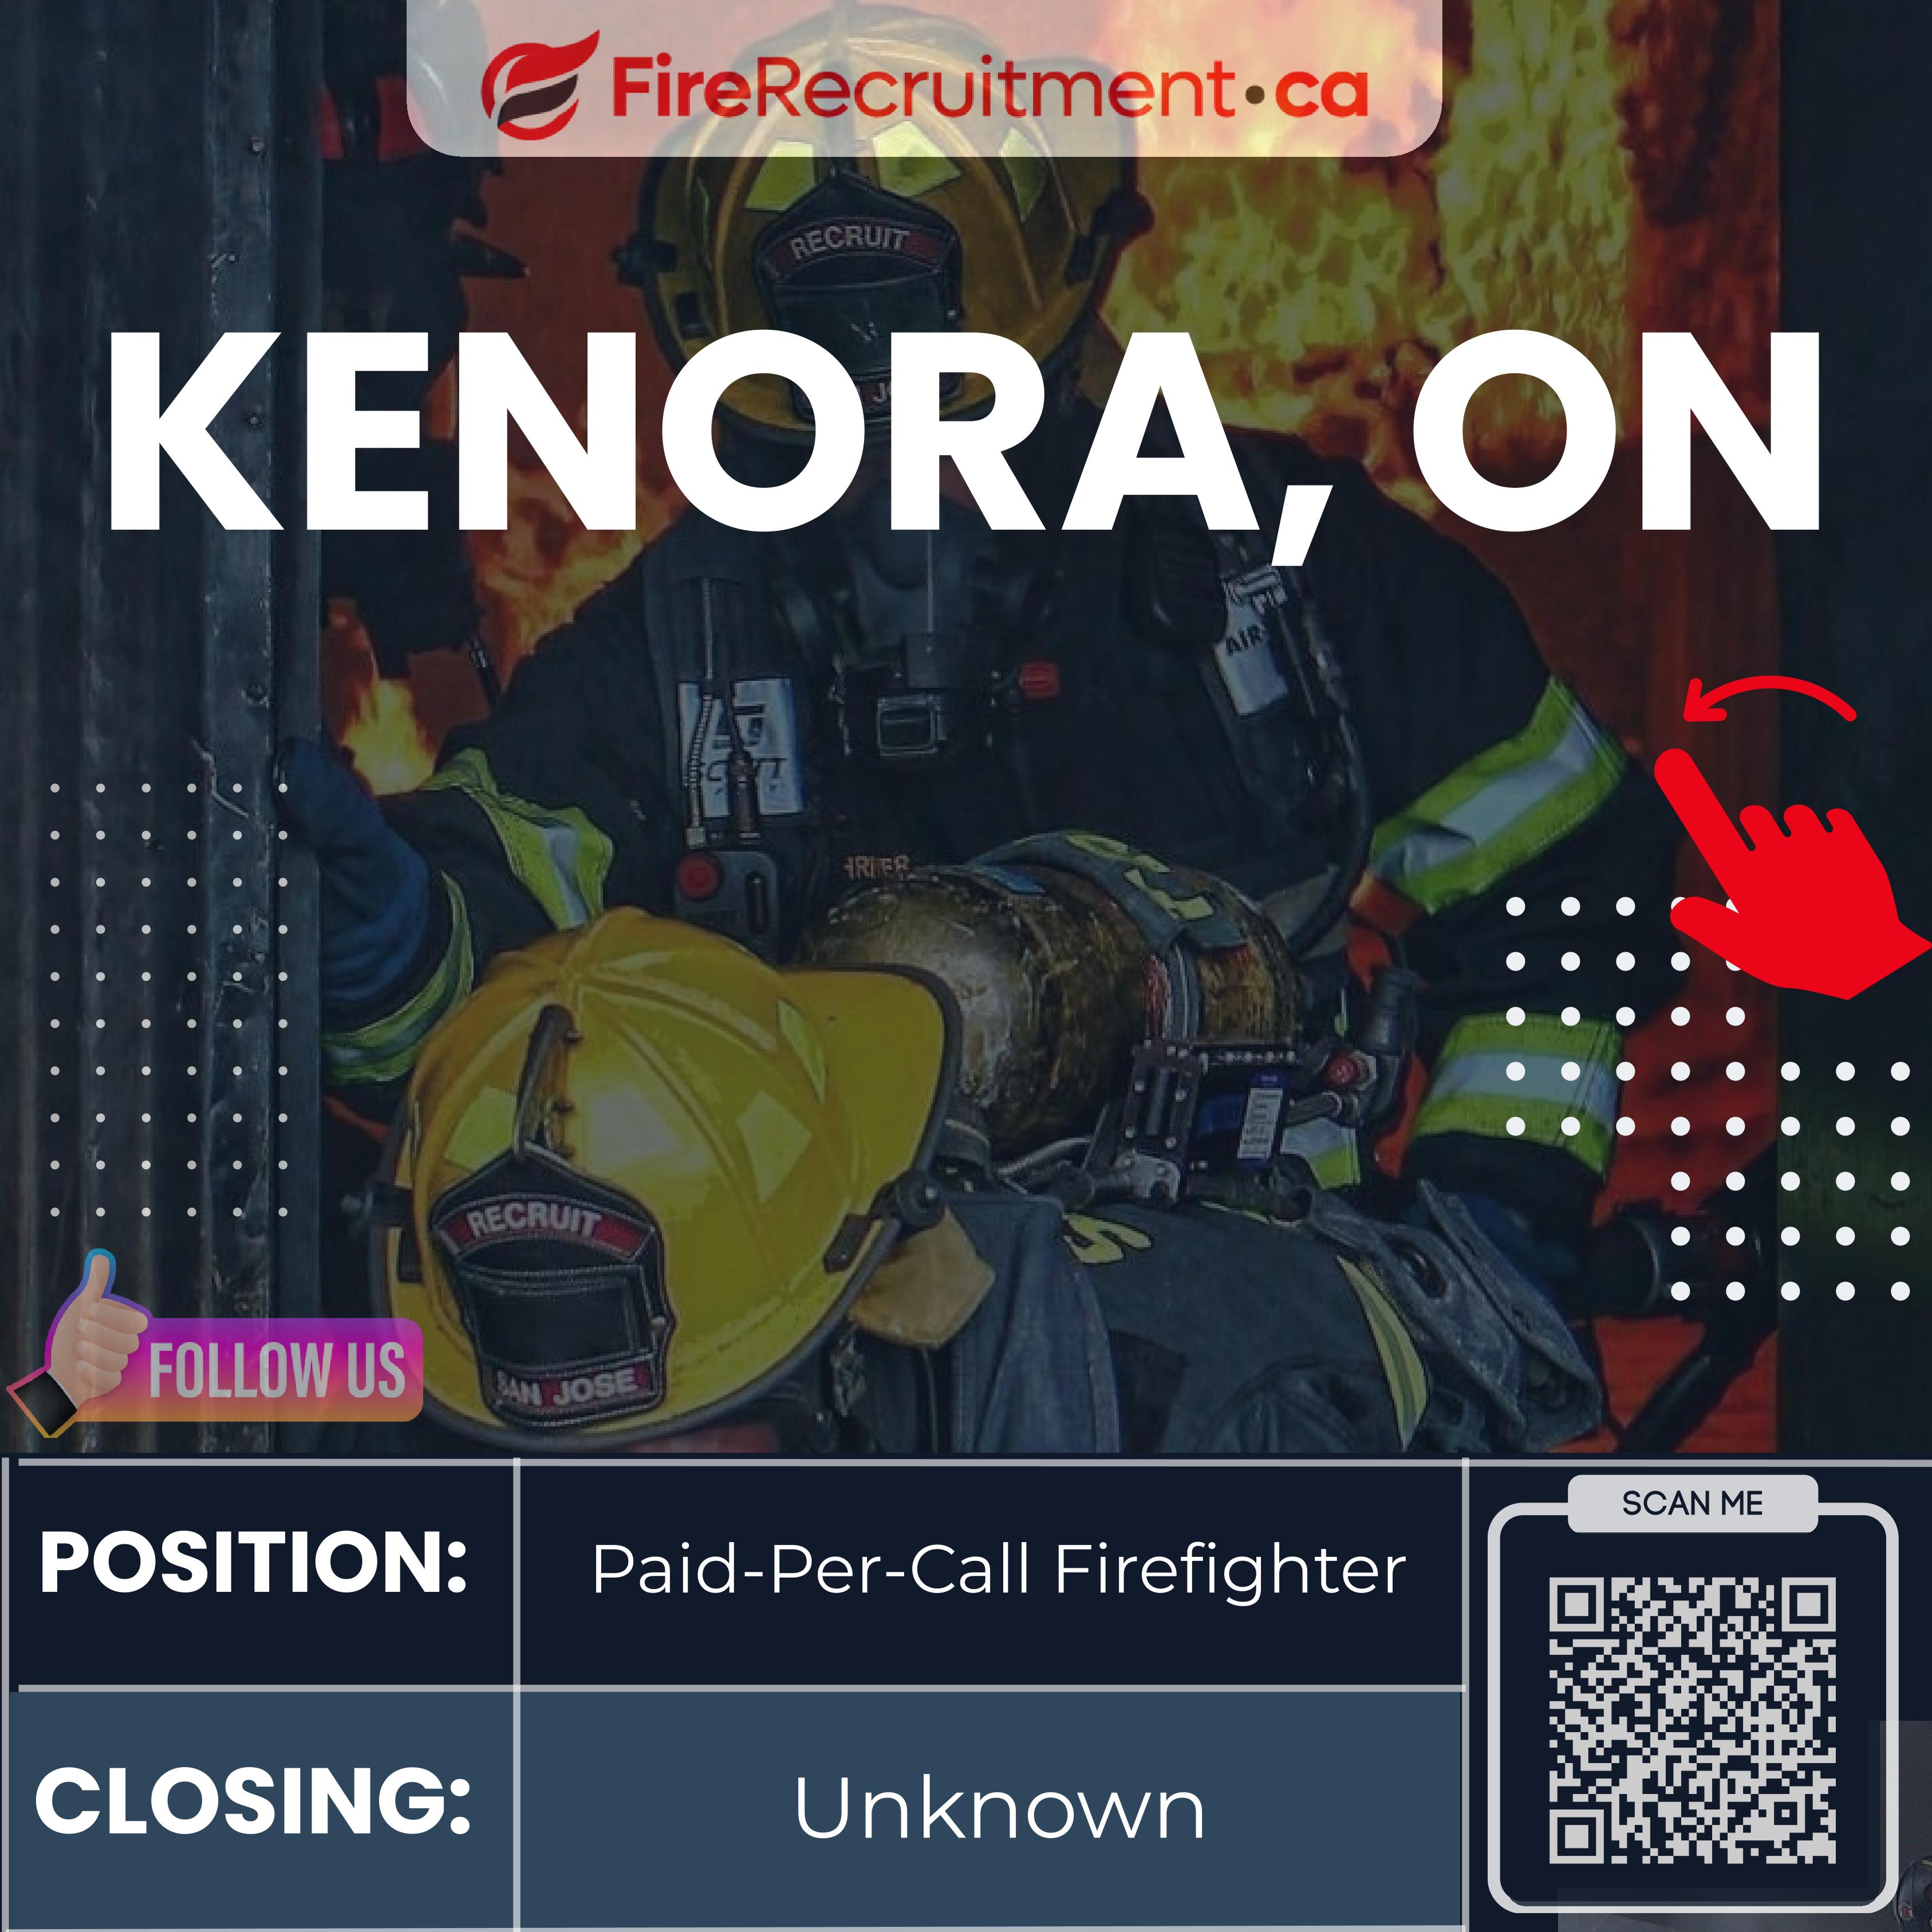 FireRecruitment.ca
RECRUIT
KENORA, ON
AIR
RECRUIT
SAN JOSE
FOLLOW US
SCAN ME
POSITION:
Paid-Per-Call Firefighter
CLOSING:
Unknown